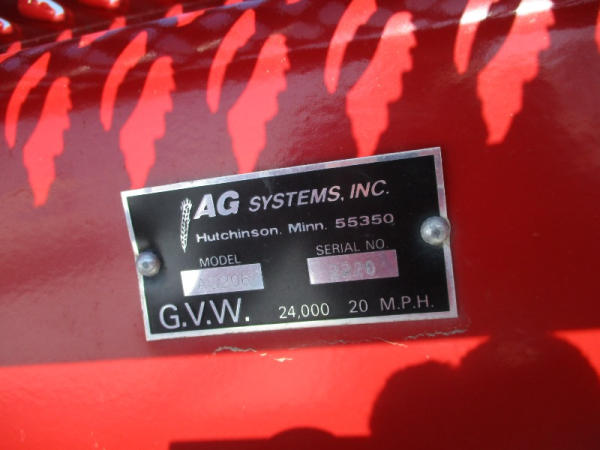 AG SYSTEMS, INC.
Hutchinson, Minn. 55350
MODEL
SERIAL NO.
G.V.W. 24,000 20 M.P.H.